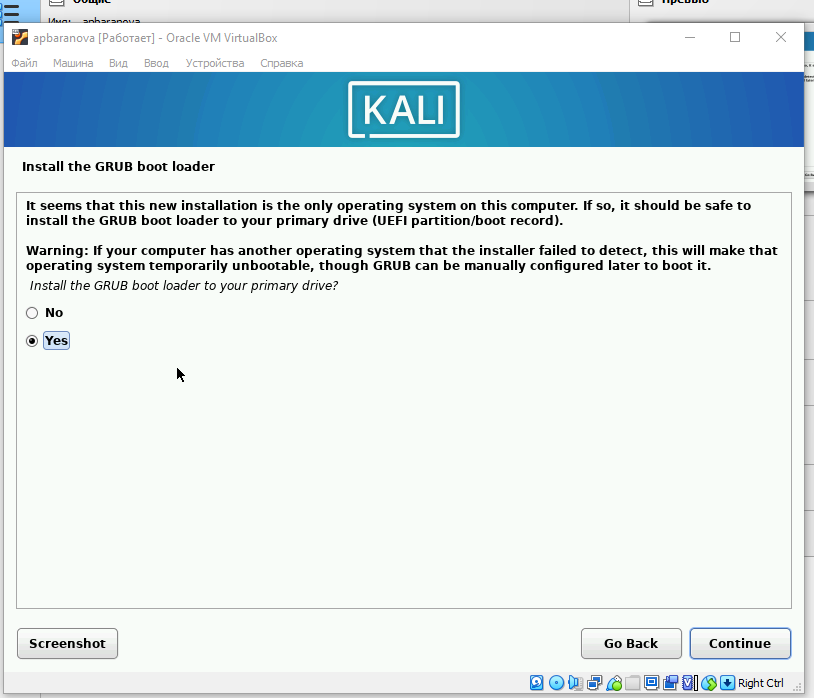 Общие
Превью
Имя: apbaranova
apbaranova [Работает] - Oracle VM VirtualBox
Файл Машина Вид Ввод Устройства Справка
KALI
Install the GRUB boot loader
It seems that this new installation is the only operating system on this computer. If so, it should be safe to
install the GRUB boot loader to your primary drive (UEFI partition/boot record).
Warning: If your computer has another operating system that the installer failed to detect, this will make that
operating system temporarily unbootable, though GRUB can be manually configured later to boot it.
Install the GRUB boot loader to your primary drive?
No
Yes
Screenshot
Go Back
Continue
Right Ctrl